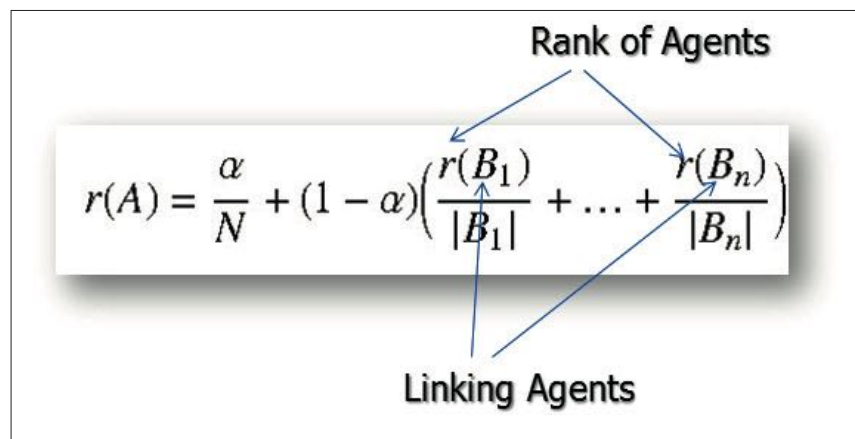 Rank of Agents
r(A) = α/N + (1 − α)(r(B₁)/|B₁| + … + r(Bₙ)/|Bₙ|)
Linking Agents